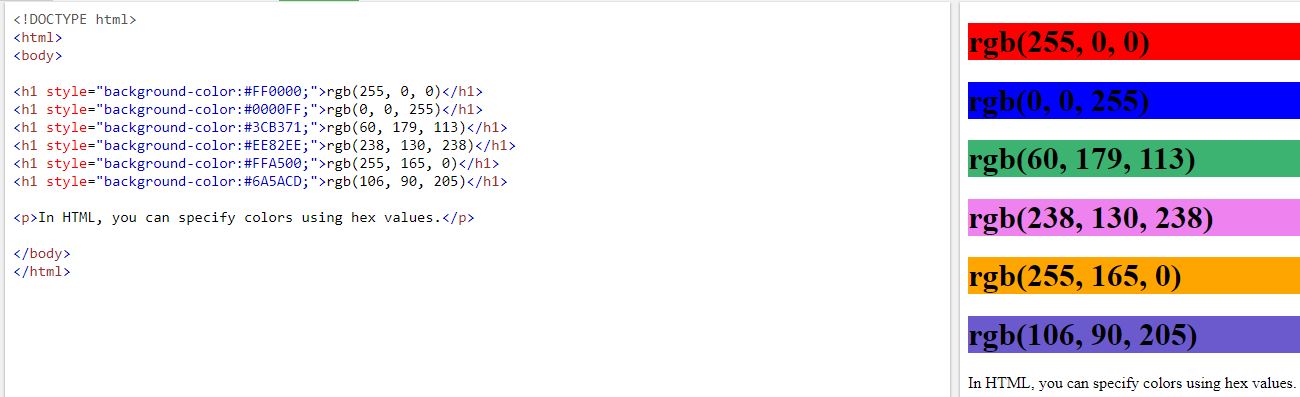 <!DOCTYPE html>
<html>
<body>
<h1 style="background-color:#FF0000;">rgb(255, 0, 0)</h1>
<h1 style="background-color:#0000FF;">rgb(0, 0, 255)</h1>
<h1 style="background-color:#3CB371;">rgb(60, 179, 113)</h1>
<h1 style="background-color:#EE82EE;">rgb(238, 130, 238)</h1>
<h1 style="background-color:#FFA500;">rgb(255, 165, 0)</h1>
<h1 style="background-color:#6A5ACD;">rgb(106, 90, 205)</h1>
<p>In HTML, you can specify colors using hex values.</p>
</body>
</html>
rgb(255, 0, 0)
rgb(0, 0, 255)
rgb(60, 179, 113)
rgb(238, 130, 238)
rgb(255, 165, 0)
rgb(106, 90, 205)
In HTML, you can specify colors using hex values.